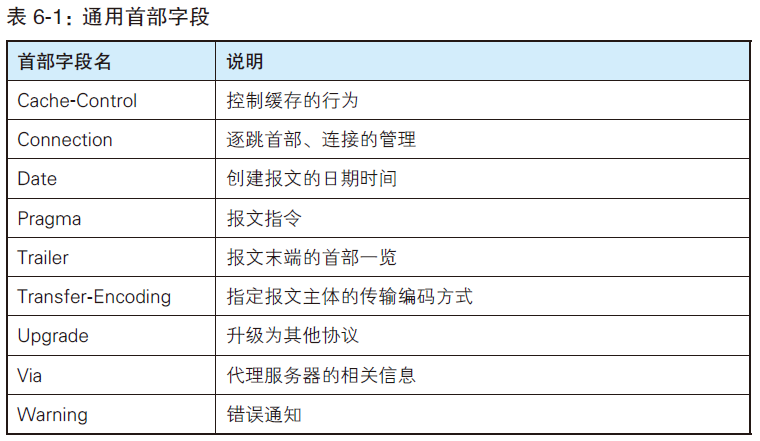 表 6-1：通用首部字段
首部字段名 说明
Cache-Control 控制缓存的行为
Connection 逐跳首部、连接的管理
Date 创建报文的日期时间
Pragma 报文指令
Trailer 报文末端的首部一览
Transfer-Encoding 指定报文主体的传输编码方式
Upgrade 升级为其他协议
Via 代理服务器的相关信息
Warning 错误通知